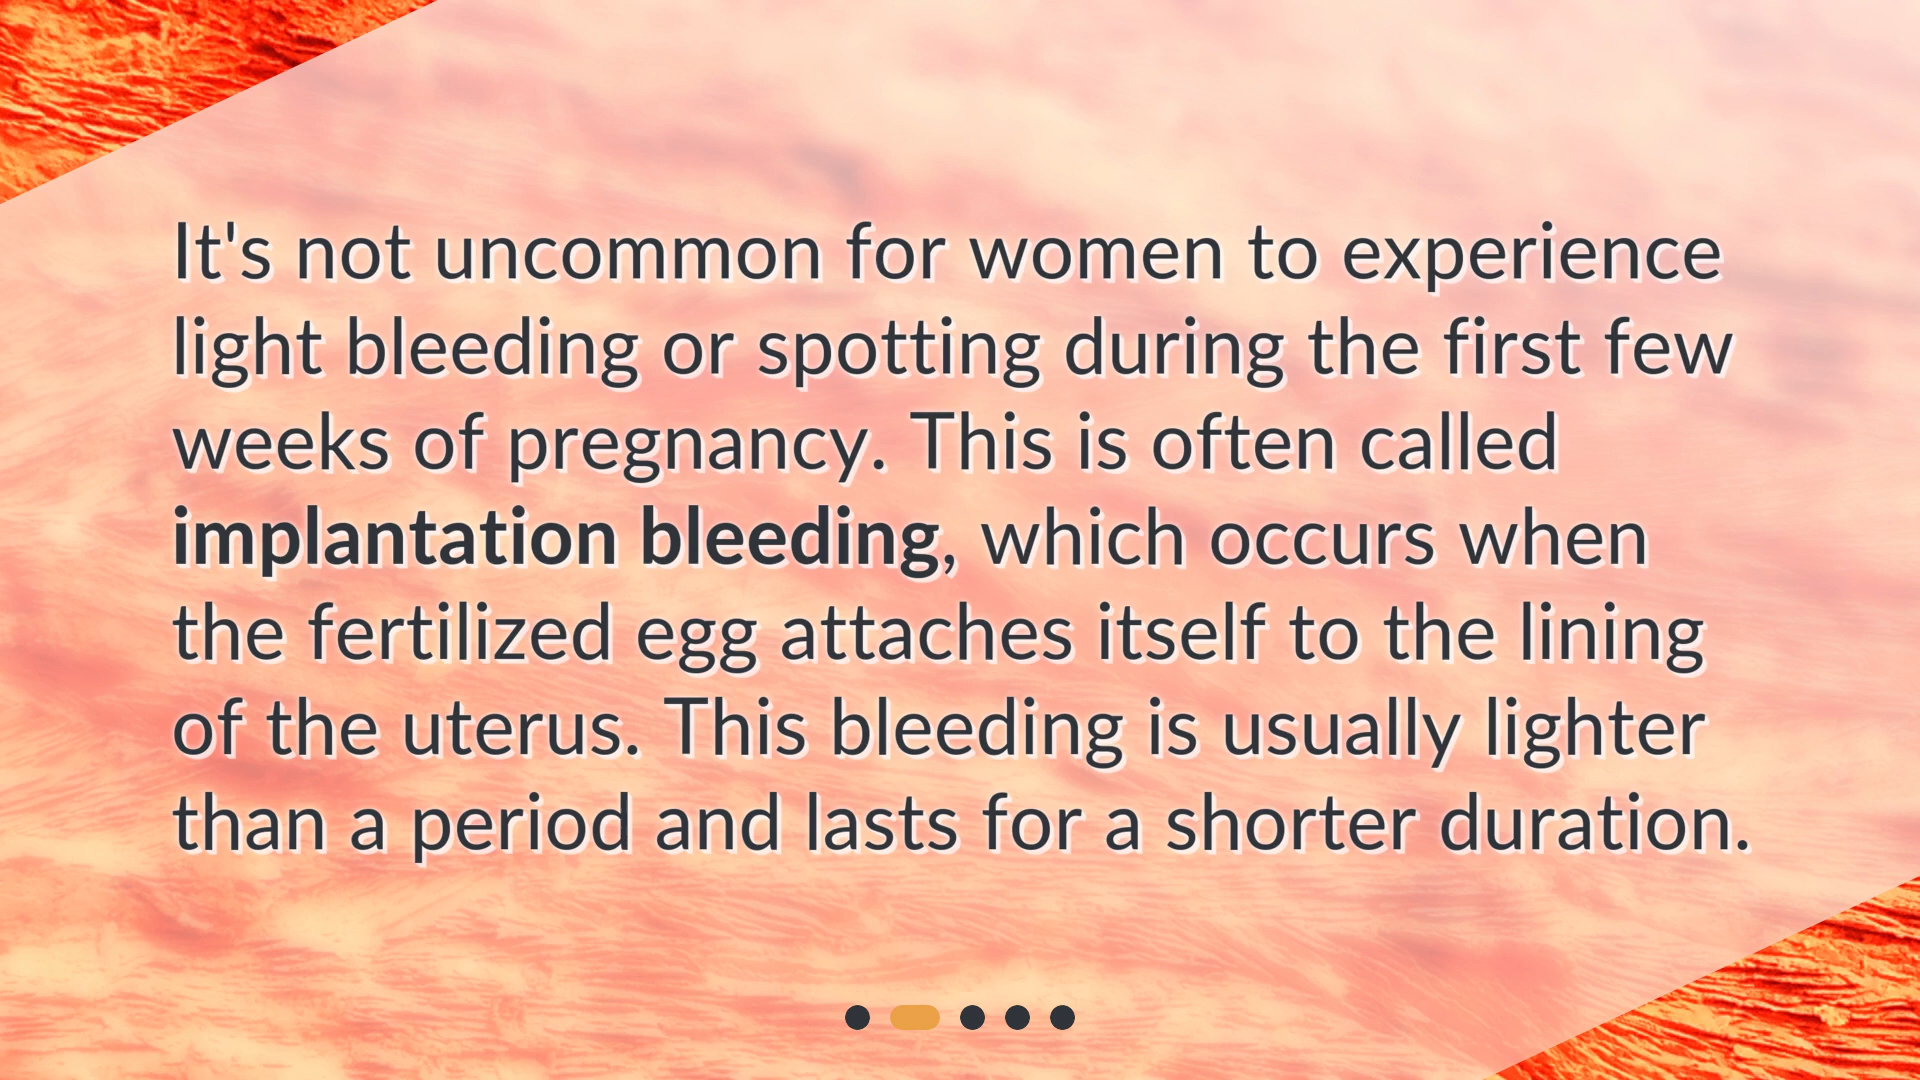 It's not uncommon for women to experience
light bleeding or spotting during the first few
weeks of pregnancy. This is often called
implantation bleeding, which occurs when
the fertilized egg attaches itself to the lining
of the uterus. This bleeding is usually lighter
than a period and lasts for a shorter duration.